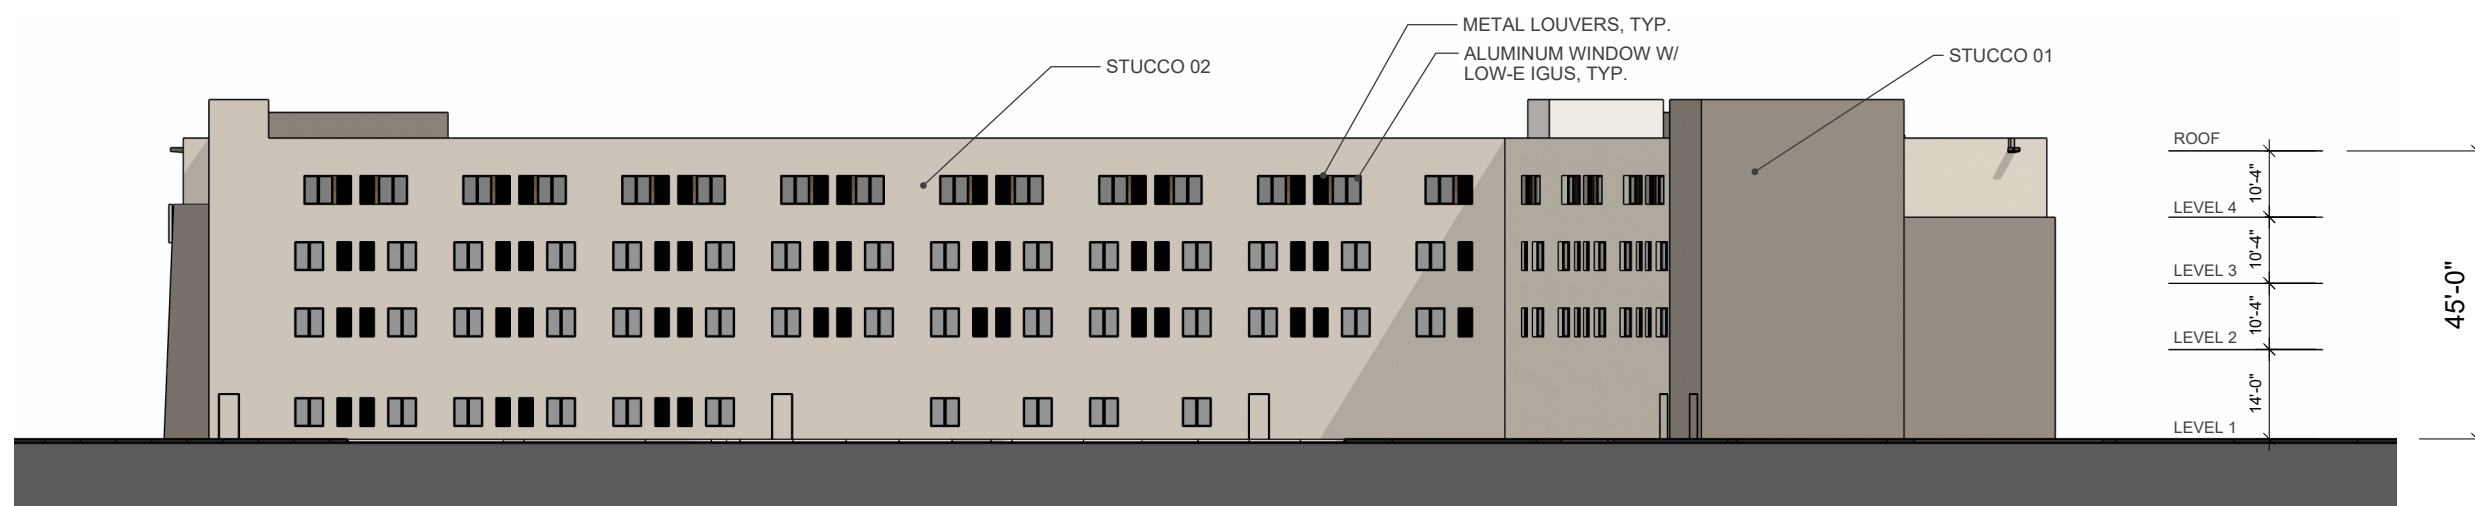 METAL LOUVERS, TYP.
ALUMINUM WINDOW W/
LOW-E IGUS, TYP.
STUCCO 02
STUCCO 01
ROOF
10'-4"
LEVEL 4
10'-4"
LEVEL 3
10'-4"
LEVEL 2
14'-0"
LEVEL 1
45'-0"